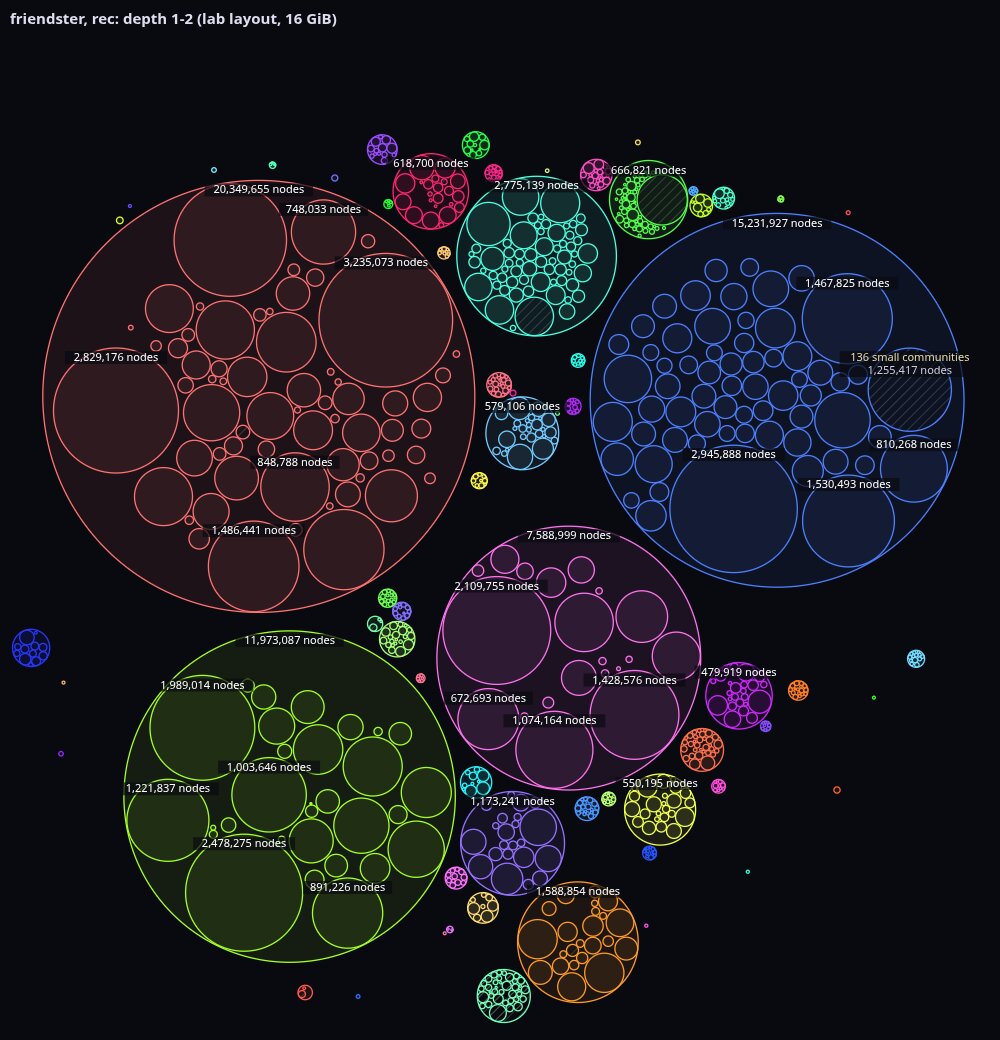 friendster, rec: depth 1-2 (lab layout, 16 GiB)
618,700 nodes
666,821 nodes
20,349,655 nodes
2,775,139 nodes
748,033 nodes
15,231,927 nodes
3,235,073 nodes
1,467,825 nodes
2,829,176 nodes
136 small communities
1,255,417 nodes
579,106 nodes
810,268 nodes
848,788 nodes
2,945,888 nodes
1,530,493 nodes
1,486,441 nodes
7,588,999 nodes
2,109,755 nodes
11,973,087 nodes
479,919 nodes
1,428,576 nodes
1,989,014 nodes
672,693 nodes
1,074,164 nodes
1,003,646 nodes
550,195 nodes
1,221,837 nodes
1,173,241 nodes
2,478,275 nodes
891,226 nodes
1,588,854 nodes